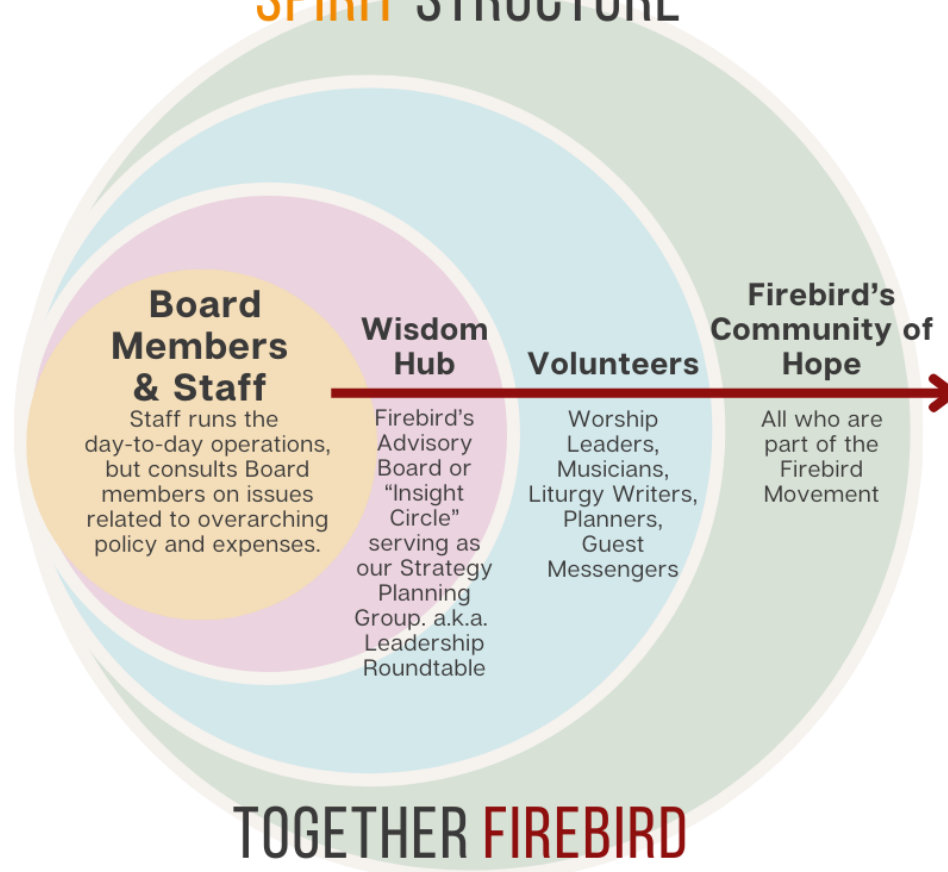 SPIRIT STRUCTURE
Board
Members
& Staff
Staff runs the
day-to-day operations,
but consults Board
members on issues
related to overarching
policy and expenses.
Wisdom
Hub
Firebird’s
Advisory
Board or
“Insight
Circle”
serving as
our Strategy
Planning
Group. a.k.a.
Leadership
Roundtable
Volunteers
Worship
Leaders,
Musicians,
Liturgy Writers,
Planners,
Guest
Messengers
Firebird’s
Community of
Hope
All who are
part of the
Firebird
Movement
TOGETHER FIREBIRD